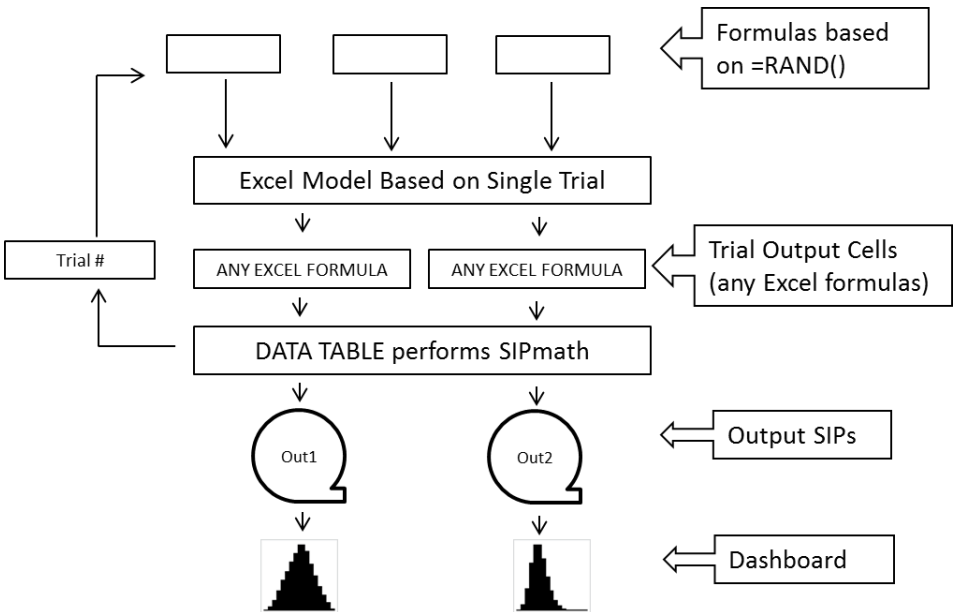 Formulas based
on =RAND()
Excel Model Based on Single Trial
Trial #
ANY EXCEL FORMULA
ANY EXCEL FORMULA
Trial Output Cells
(any Excel formulas)
DATA TABLE performs SIPmath
Out1
Out2
Output SIPs
Dashboard